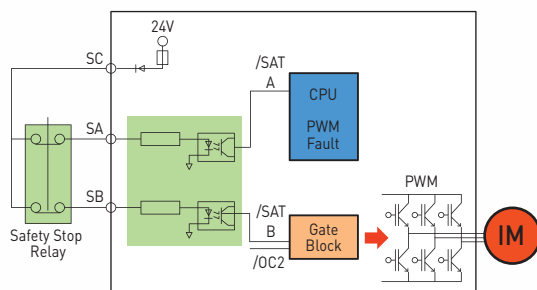 24V
SC
/SAT
A
CPU
PWM
Fault
SA
SB
/SAT
B
/OC2
Gate
Block
PWM
IM
Safety Stop
Relay